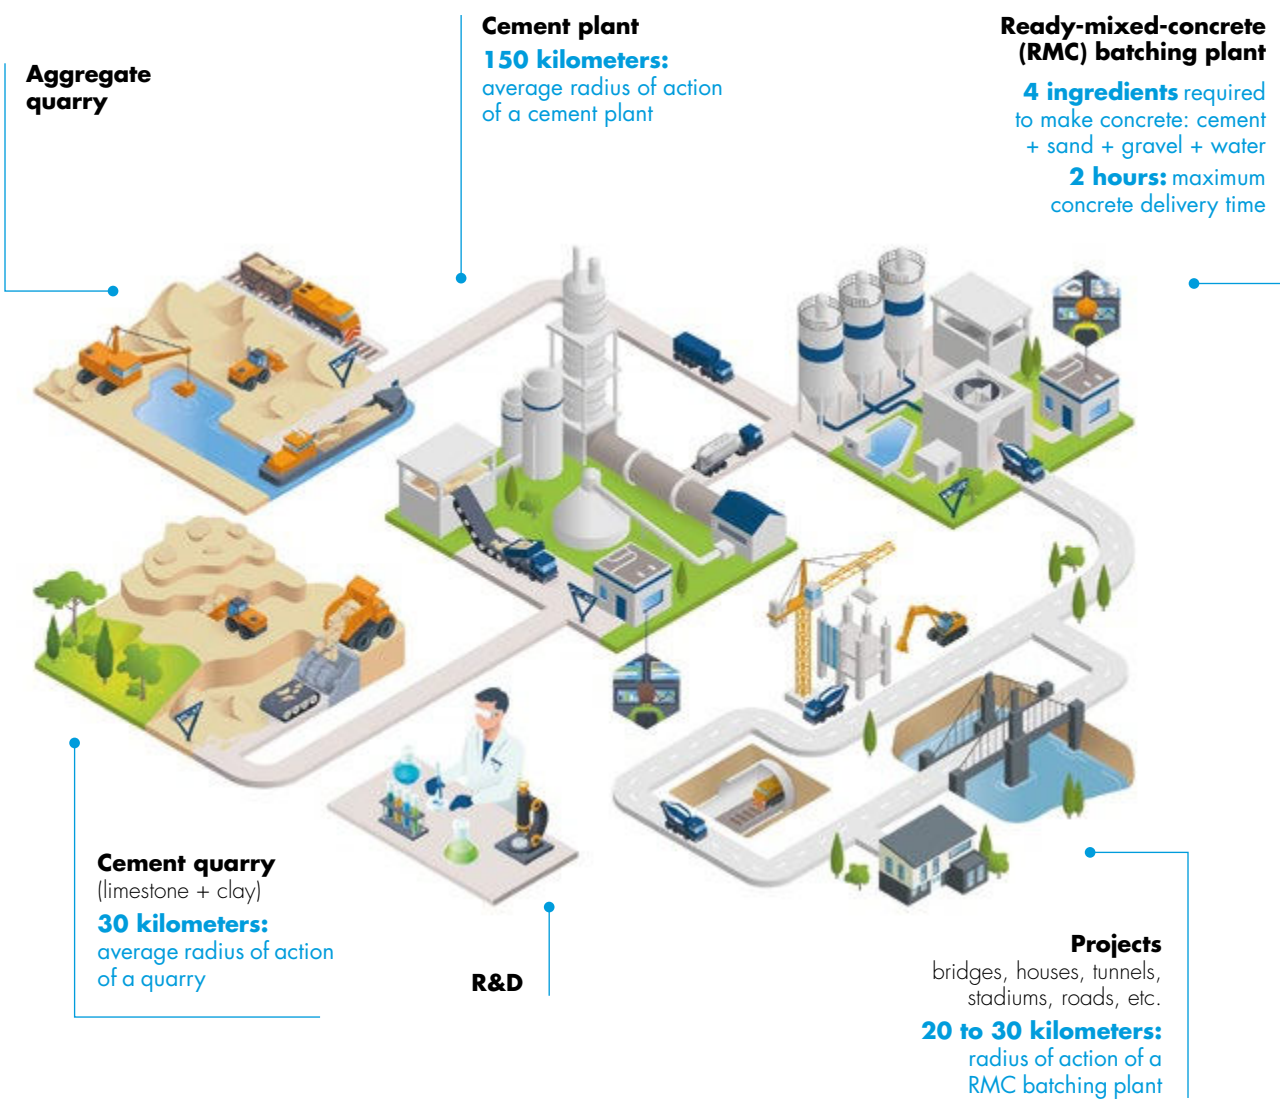 Aggregate
quarry
Cement plant
150 kilometers:
average radius of action
of a cement plant
Ready-mixed-concrete
(RMC) batching plant
4 ingredients required
to make concrete: cement
+ sand + gravel + water
2 hours: maximum
concrete delivery time
Cement quarry
(limestone + clay)
30 kilometers:
average radius of action
of a quarry
R&D
Projects
bridges, houses, tunnels,
stadiums, roads, etc.
20 to 30 kilometers:
radius of action of a
RMC batching plant